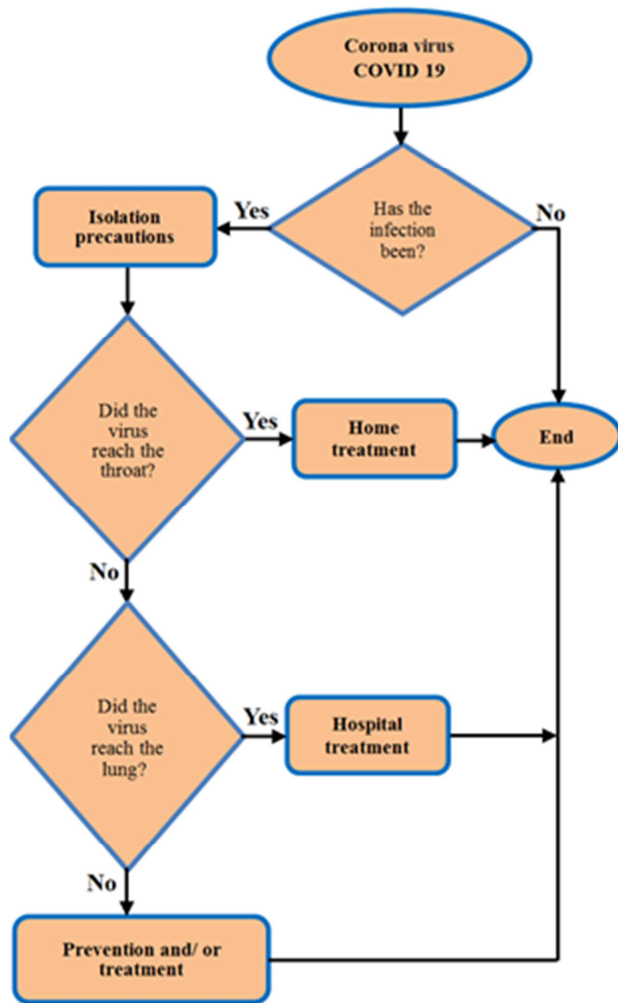 Corona virus
COVID 19
Has the
infection
been?
Yes
No
Isolation
precautions
Did the
virus
reach the
throat?
Yes
Home
treatment
End
No
Did the
virus
reach the
lung?
Yes
Hospital
treatment
No
Prevention and/ or
treatment